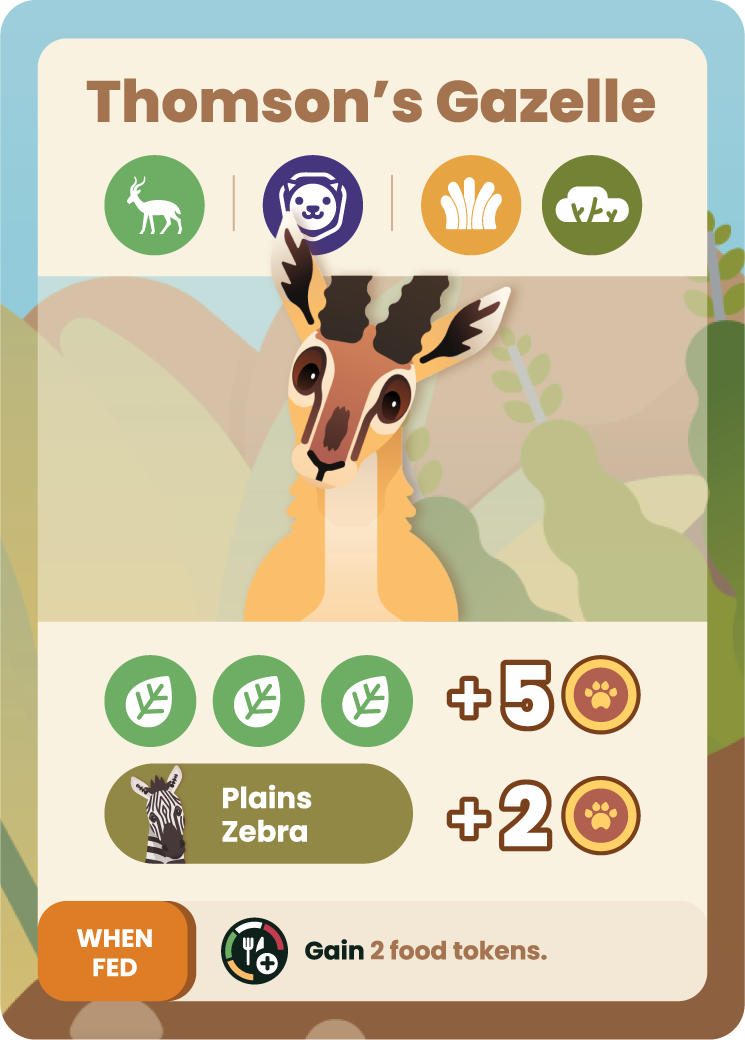 Thomson’s Gazelle
+5
Plains
Zebra
+2
WHEN
FED
Gain 2 food tokens.